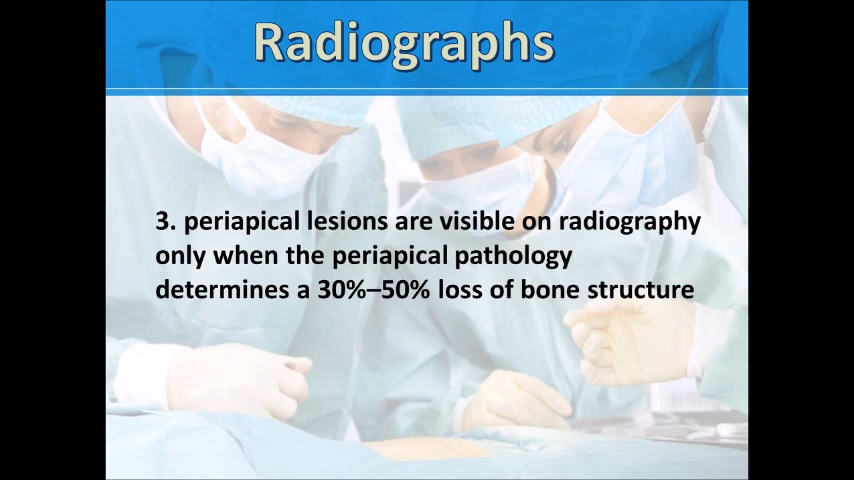 Radiographs
3. periapical lesions are visible on radiography
only when the periapical pathology
determines a 30%–50% loss of bone structure